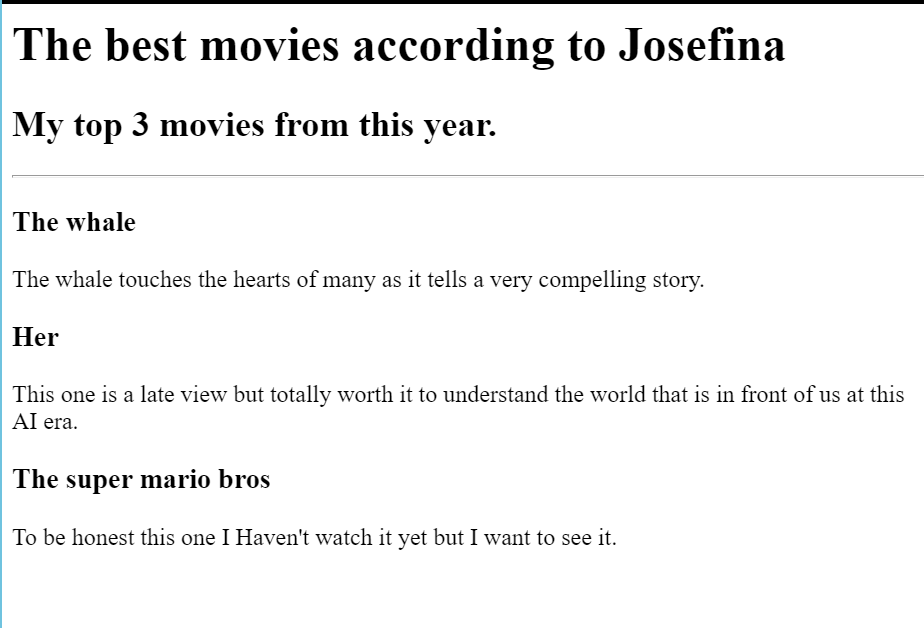 The best movies according to Josefina
My top 3 movies from this year.
The whale
The whale touches the hearts of many as it tells a very compelling story.
Her
This one is a late view but totally worth it to understand the world that is in front of us at this
AI era.
The super mario bros
To be honest this one I Haven't watch it yet but I want to see it.